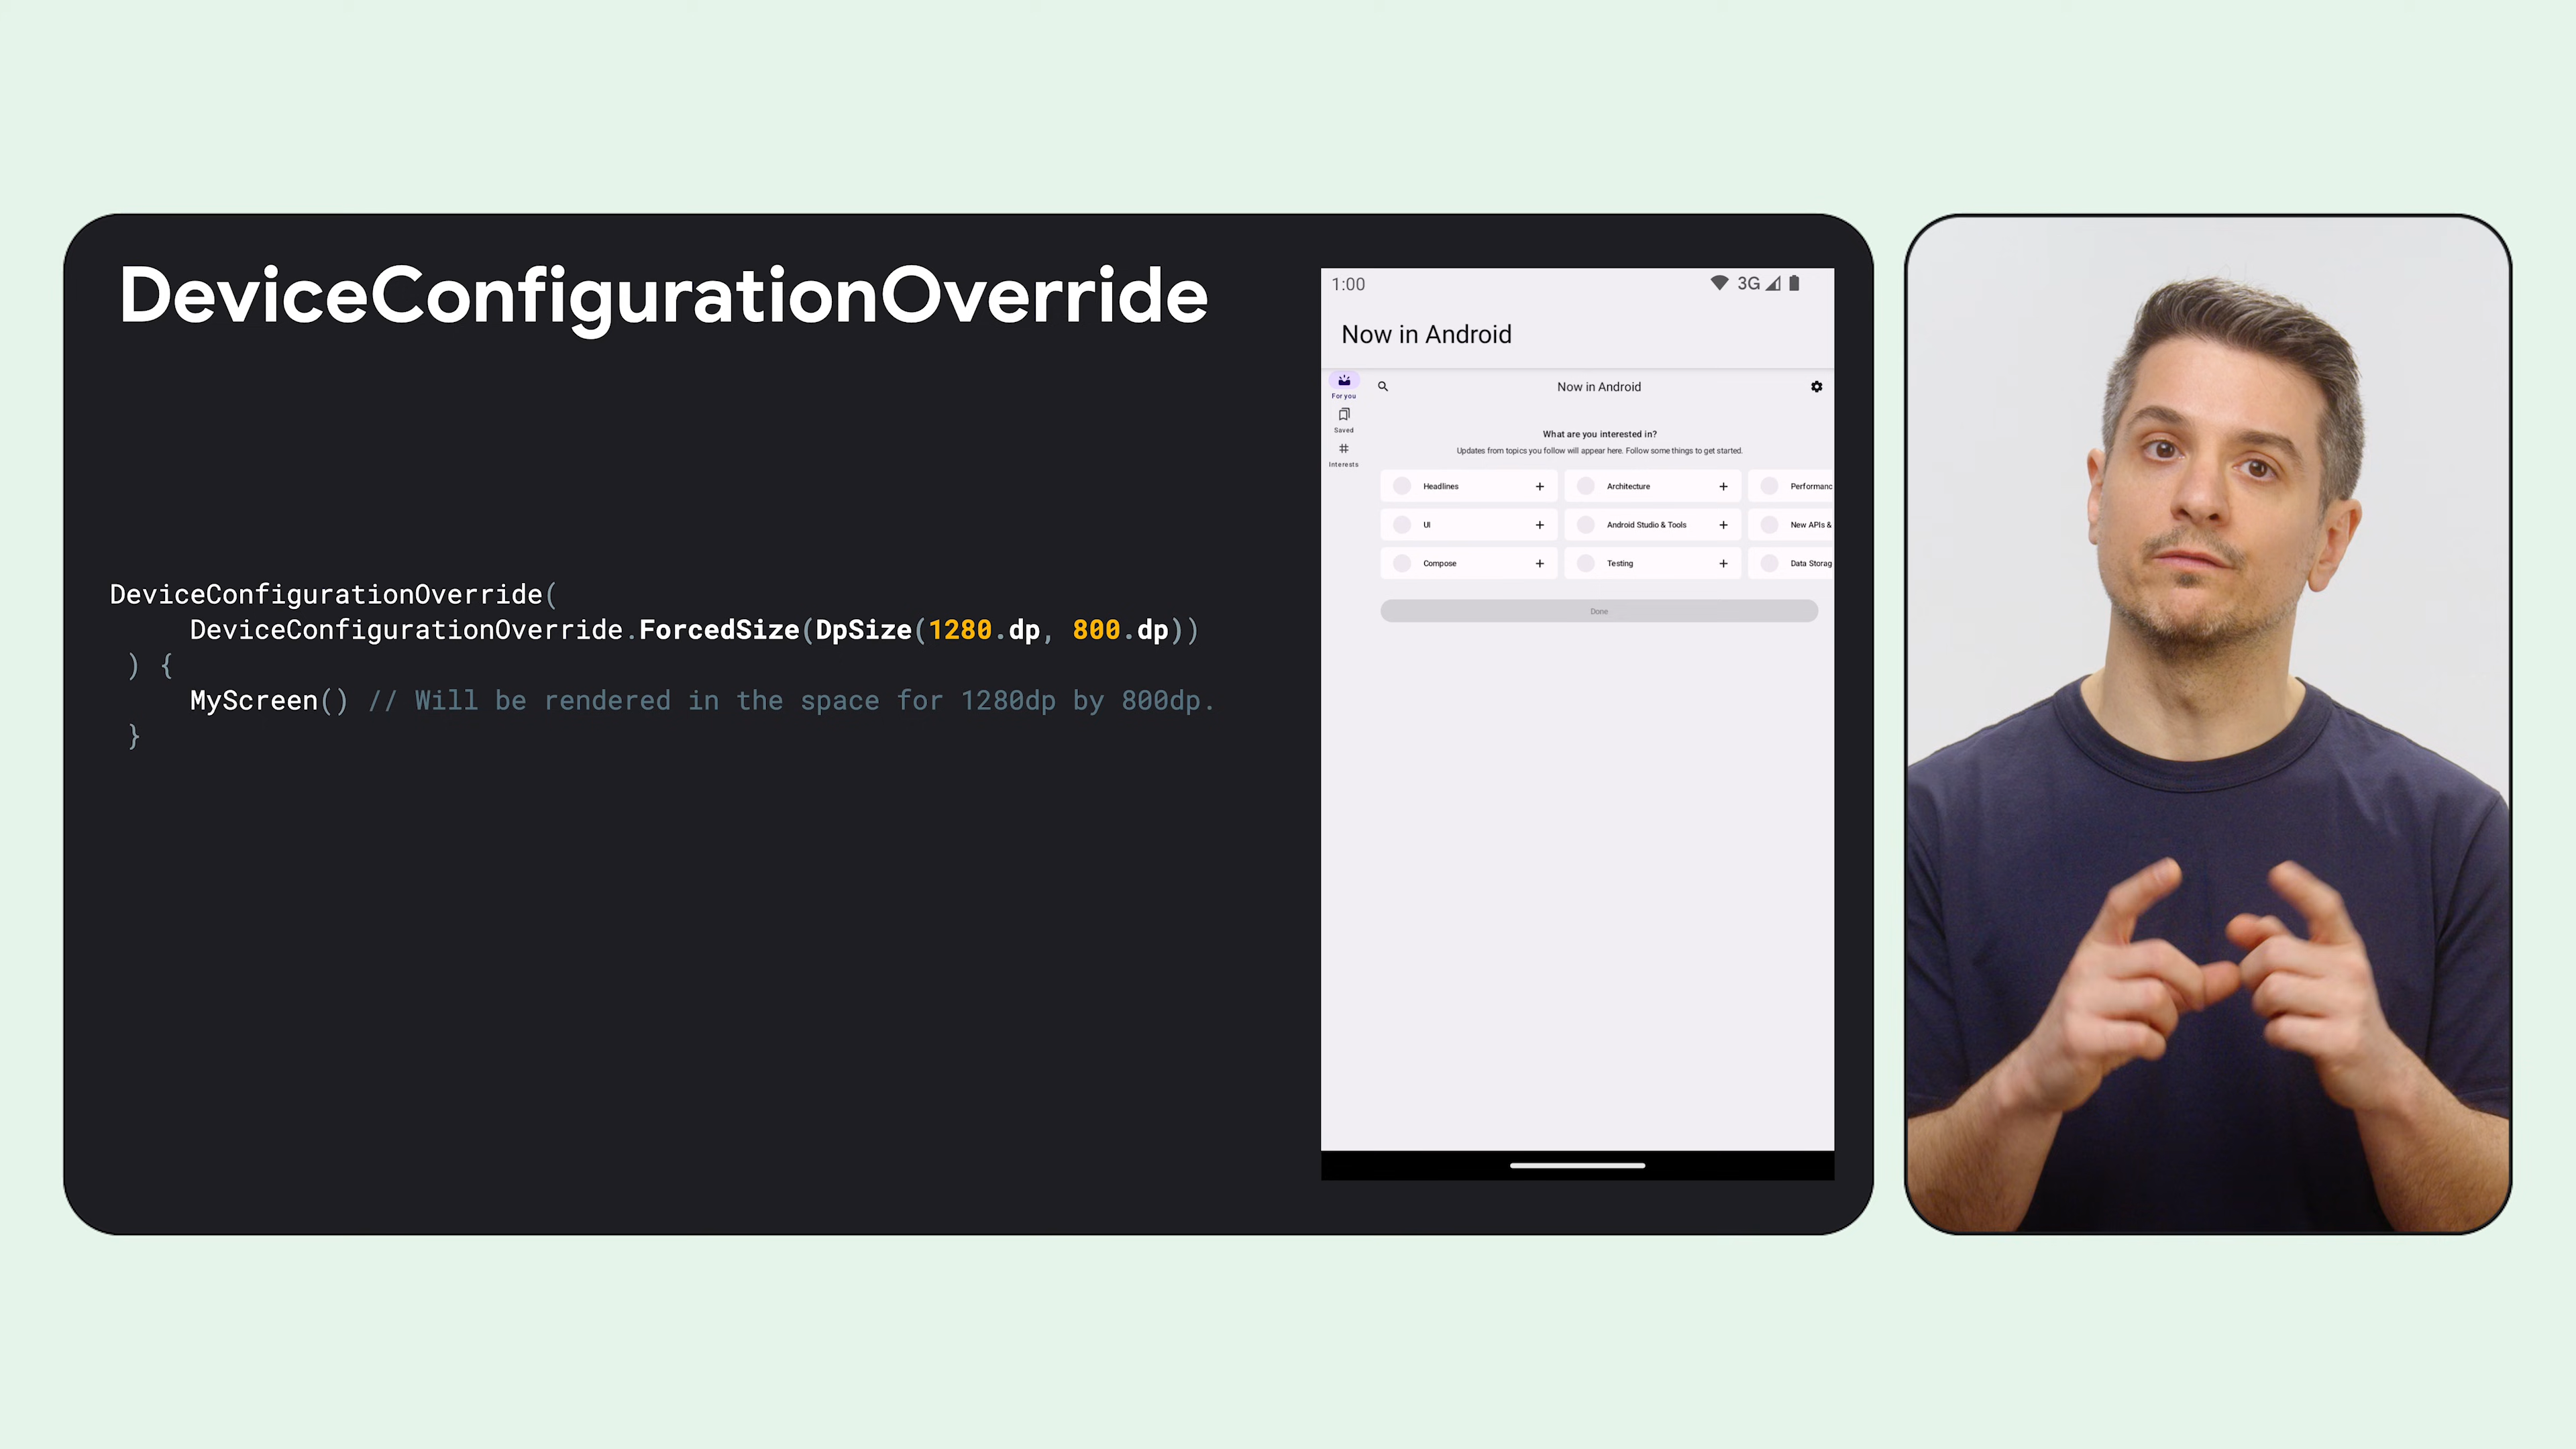 DeviceConfigurationOverride
DeviceConfigurationOverride(
DeviceConfigurationOverride.ForcedSize(DpSize(1280.dp, 800.dp))
) {
MyScreen() // Will be rendered in the space for 1280dp by 800dp.
}
1:00 3G
Now in Android
For you
Now in Android
Saved
Interests
What are you interested in?
Updates from topics you follow will appear here. Follow some things to get started.
Headlines + Architecture + Performanc
UI + Android Studio & Tools + New APIs &
Compose + Testing + Data Storag
Done